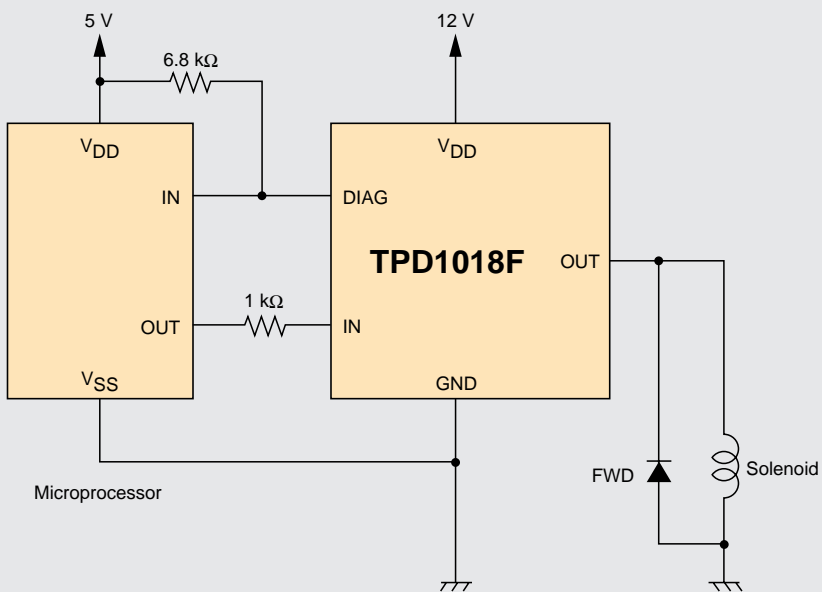 5 V
12 V
6.8 kΩ
VDD
VDD
IN
DIAG
TPD1018F
OUT
1 kΩ
OUT
IN
VSS
GND
FWD
Solenoid
Microprocessor